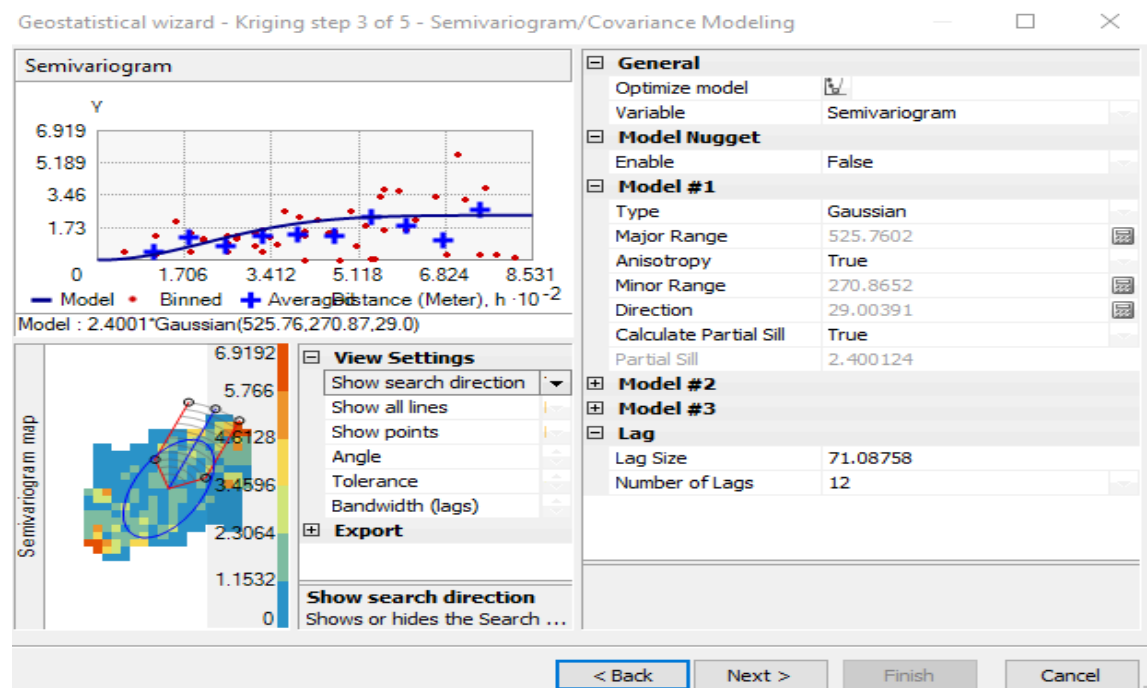 Geostatistical wizard - Kriging step 3 of 5 - Semivariogram/Covariance Modeling
Semivariogram
Y
6.919
5.189
3.46
1.73
0 1.706 3.412 5.118 6.824 8.531
Model Binned Averaged Distance (Meter), h ·10-2
Model : 2.4001*Gaussian(525.76,270.87,29.0)
Semivariogram map
6.9192
5.766
4.6128
3.4596
2.3064
1.1532
0
View Settings
Show search direction
Show all lines
Show points
Angle
Tolerance
Bandwidth (lags)
Export
Show search direction
Shows or hides the Search ...
General
Optimize model
Variable Semivariogram
Model Nugget
Enable False
Model #1
Type Gaussian
Major Range 525.7602
Anisotropy True
Minor Range 270.8652
Direction 29.00391
Calculate Partial Sill True
Partial Sill 2.400124
Model #2
Model #3
Lag
Lag Size 71.08758
Number of Lags 12
< Back Next > Finish Cancel